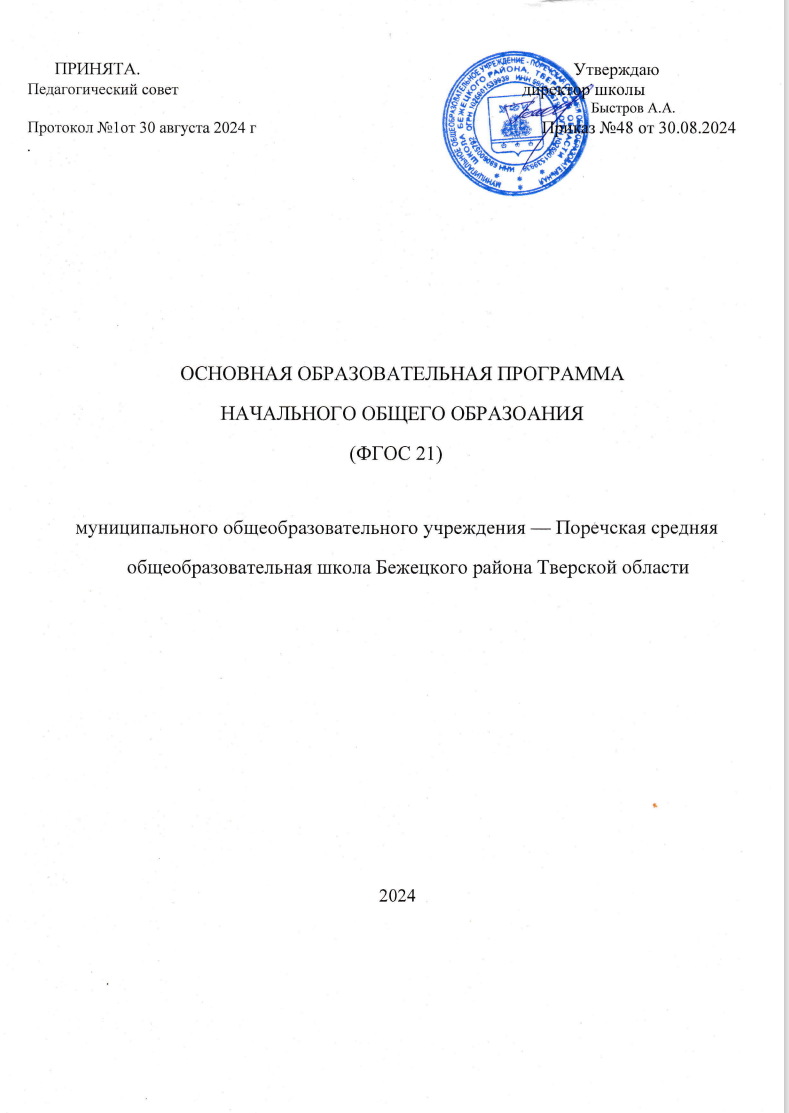 ПРИНЯТА.
Педагогический совет
Протокол №1от 30 августа 2024 г
.
Утверждаю
директор школы
Быстров А.А.
Приказ №48 от 30.08.2024
ОСНОВНАЯ ОБРАЗОВАТЕЛЬНАЯ ПРОГРАММА
НАЧАЛЬНОГО ОБЩЕГО ОБРАЗОАНИЯ
(ФГОС 21)
муниципального общеобразовательного учреждения — Поречская средняя
общеобразовательная школа Бежецкого района Тверской области
2024